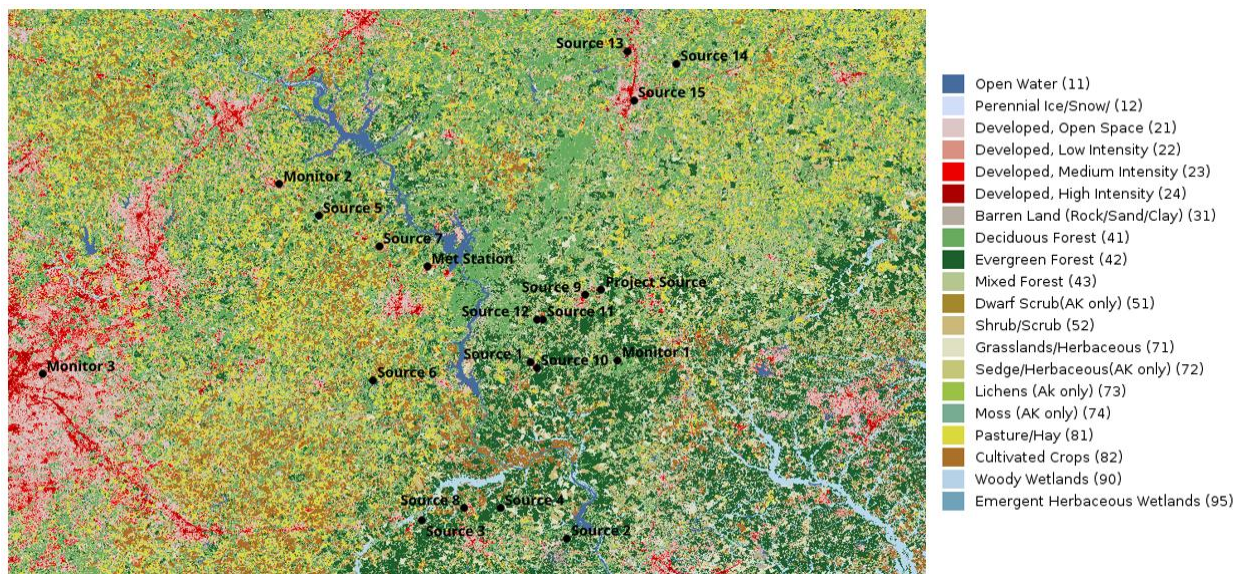 Source 13
Source 14
Source 15
Monitor 2
Source 5
Source 7
Met Station
Source 9
Project Source
Source 12
Source 11
Source 1
Source 10
Monitor 1
Monitor 3
Source 6
Source 8
Source 4
Source 3
Source 2
Open Water (11)
Perennial Ice/Snow/ (12)
Developed, Open Space (21)
Developed, Low Intensity (22)
Developed, Medium Intensity (23)
Developed, High Intensity (24)
Barren Land (Rock/Sand/Clay) (31)
Deciduous Forest (41)
Evergreen Forest (42)
Mixed Forest (43)
Dwarf Scrub(AK only) (51)
Shrub/Scrub (52)
Grasslands/Herbaceous (71)
Sedge/Herbaceous(AK only) (72)
Lichens (Ak only) (73)
Moss (AK only) (74)
Pasture/Hay (81)
Cultivated Crops (82)
Woody Wetlands (90)
Emergent Herbaceous Wetlands (95)